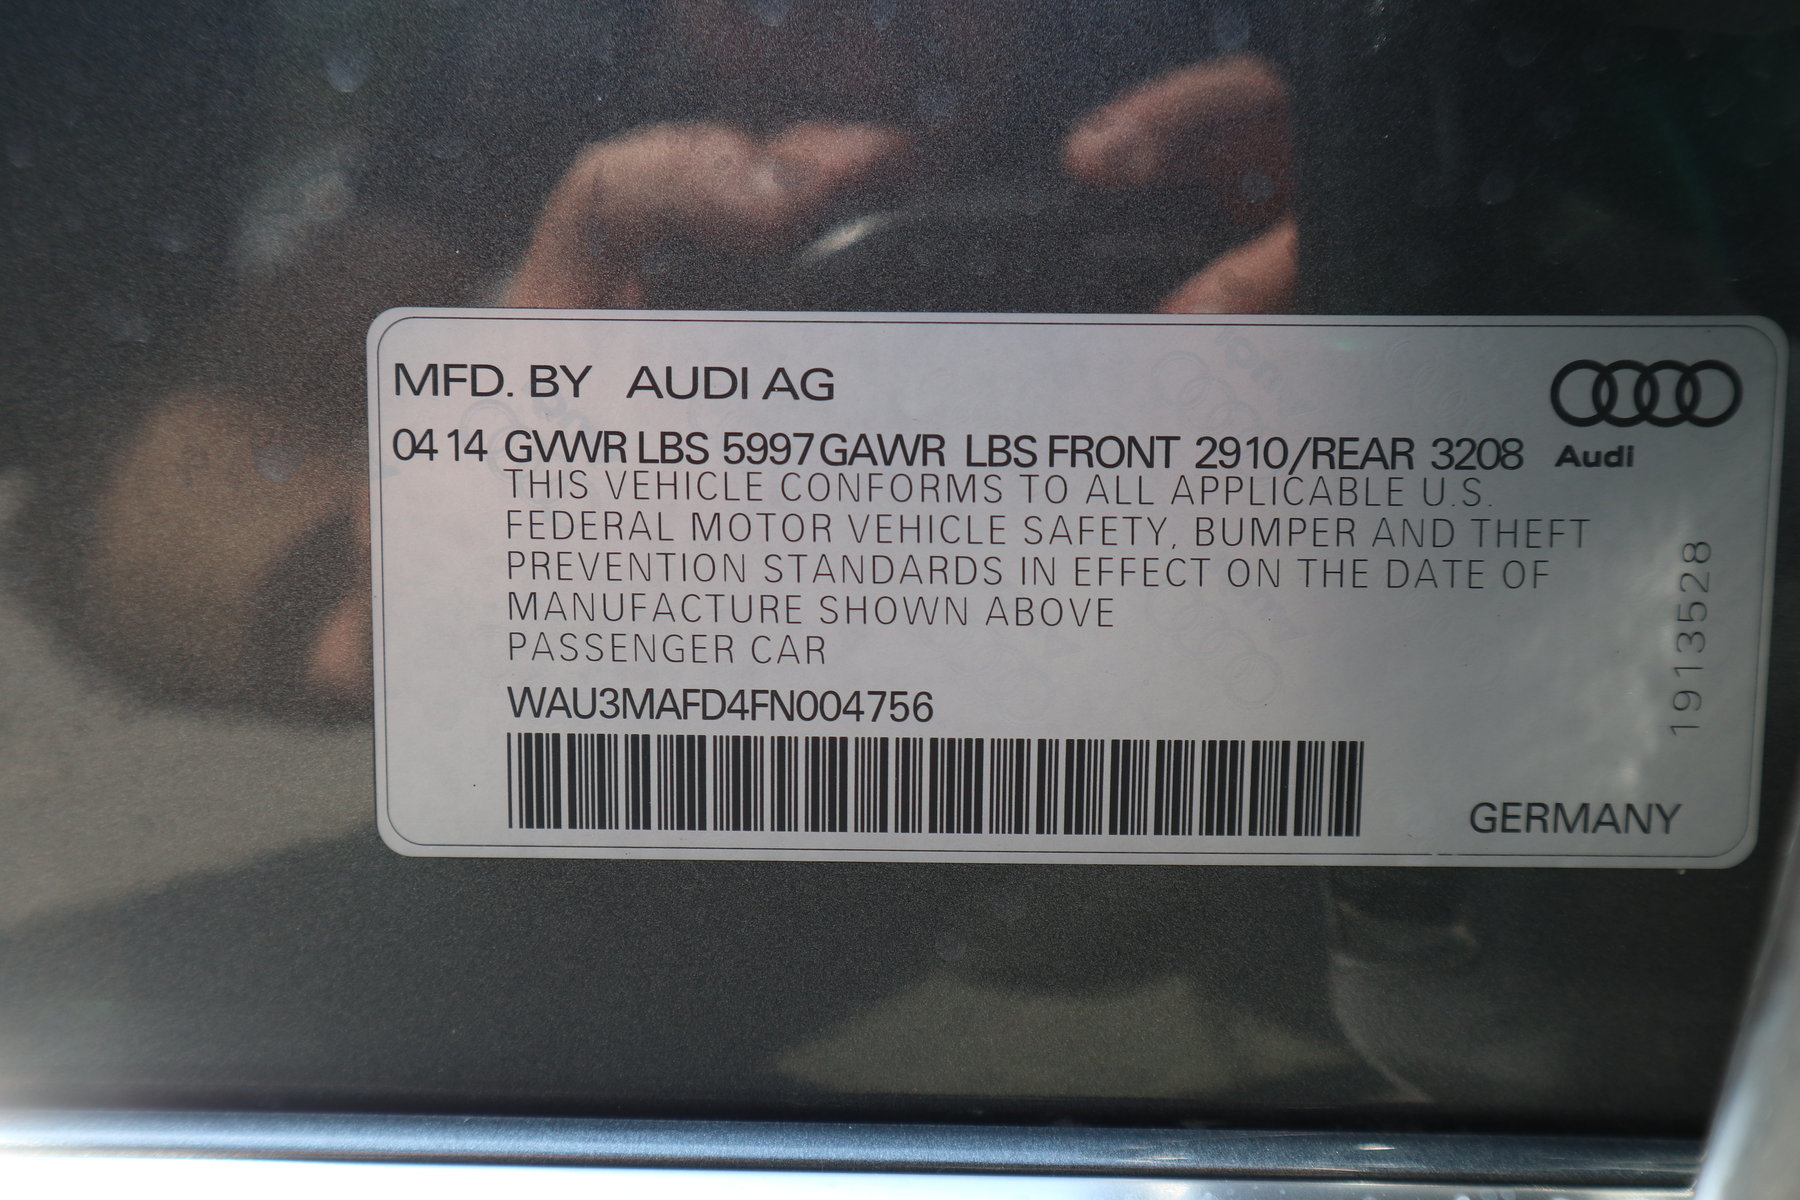 MFD. BY AUDI AG
04 14 GVWR LBS 5997 GAWR LBS FRONT 2910/REAR 3208
Audi
THIS VEHICLE CONFORMS TO ALL APPLICABLE U.S.
FEDERAL MOTOR VEHICLE SAFETY, BUMPER AND THEFT
PREVENTION STANDARDS IN EFFECT ON THE DATE OF
MANUFACTURE SHOWN ABOVE
PASSENGER CAR
WAU3MAFD4FN004756
1913528
GERMANY